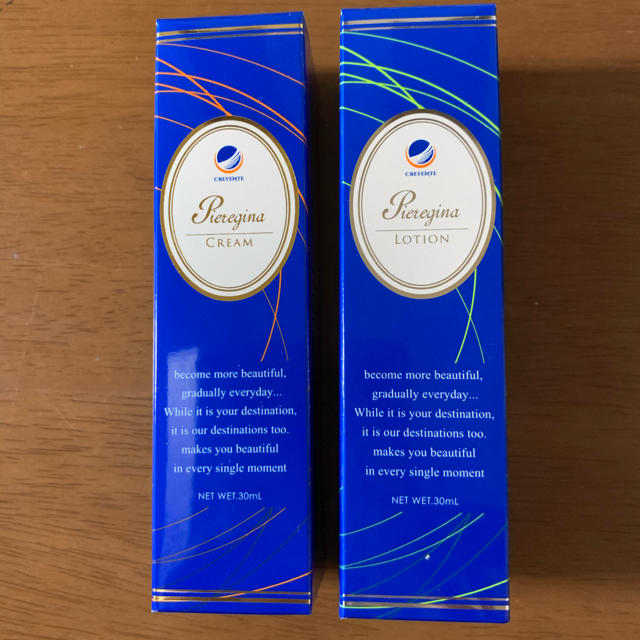 CREYENTE
Pieregina
CREAM
become more beautiful,
gradually everyday...
While it is your destination,
it is our destinations too.
makes you beautiful
in every single moment
NET WET.30mL
CREYENTE
Pieregina
LOTION
become more beautiful,
gradually everyday...
While it is your destination,
it is our destinations too.
makes you beautiful
in every single moment
NET WET.30mL